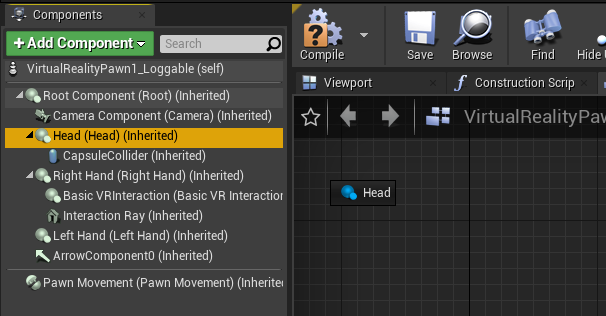 Components
+ Add Component
Search
VirtualRealityPawn1_Loggable (self)
Root Component (Root) (Inherited)
Camera Component (Camera) (Inherited)
Head (Head) (Inherited)
CapsuleCollider (Inherited)
Right Hand (Right Hand) (Inherited)
Basic VRInteraction (Basic VR Interaction
Interaction Ray (Inherited)
Left Hand (Left Hand) (Inherited)
ArrowComponent0 (Inherited)
Pawn Movement (Pawn Movement) (Inherite
Compile
Save
Browse
Find
Hide U
Viewport
Construction Scrip
VirtualRealityPaw
Head